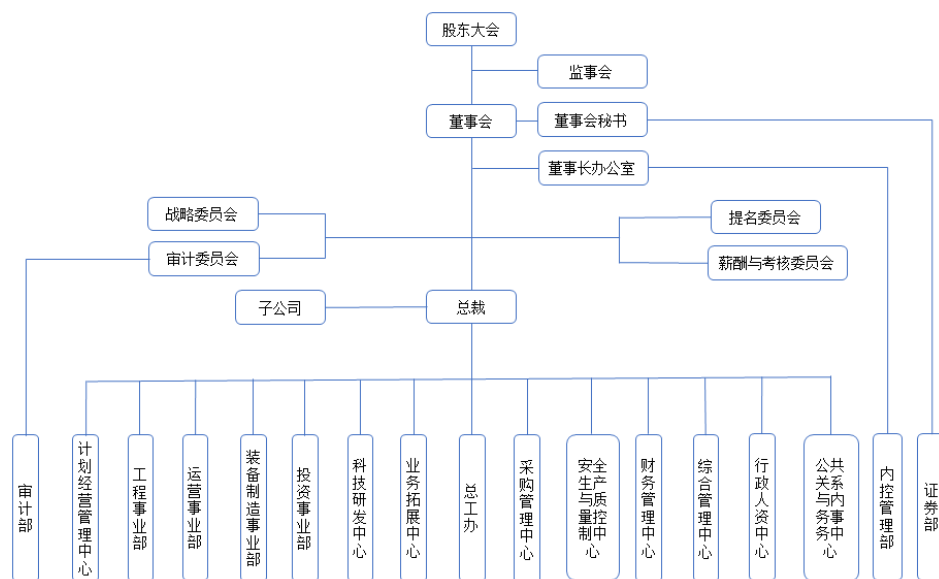 股东大会
监事会
董事会
董事会秘书
董事长办公室
战略委员会
提名委员会
审计委员会
薪酬与考核委员会
子公司
总裁
审计部
计划经营管理中心
工程事业部
运营事业部
装备制造事业部
投资事业部
科技研发中心
业务拓展中心
总工办
采购管理中心
安全
生产
与质
量控
制中心
财务管理中心
综合管理中心
行政人资中心
公共
关系
与内
务事
务中心
内控管理部
证券部